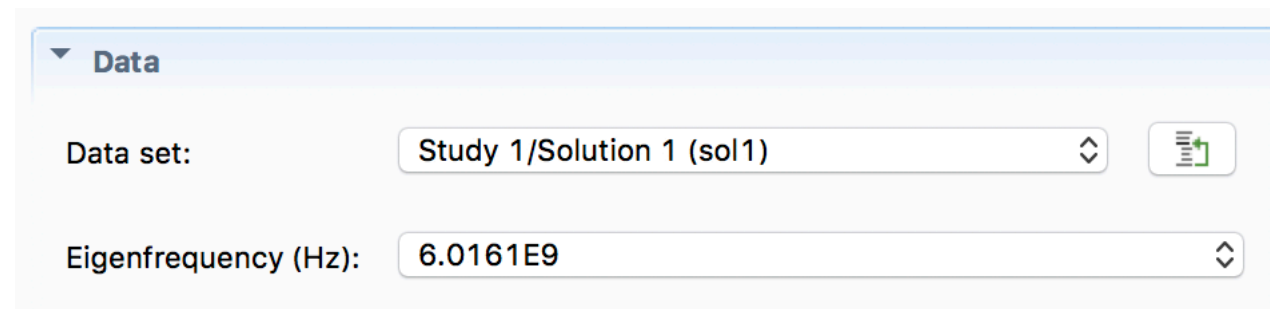 Data
Data set: Study 1/Solution 1 (sol1)
Eigenfrequency (Hz): 6.0161E9